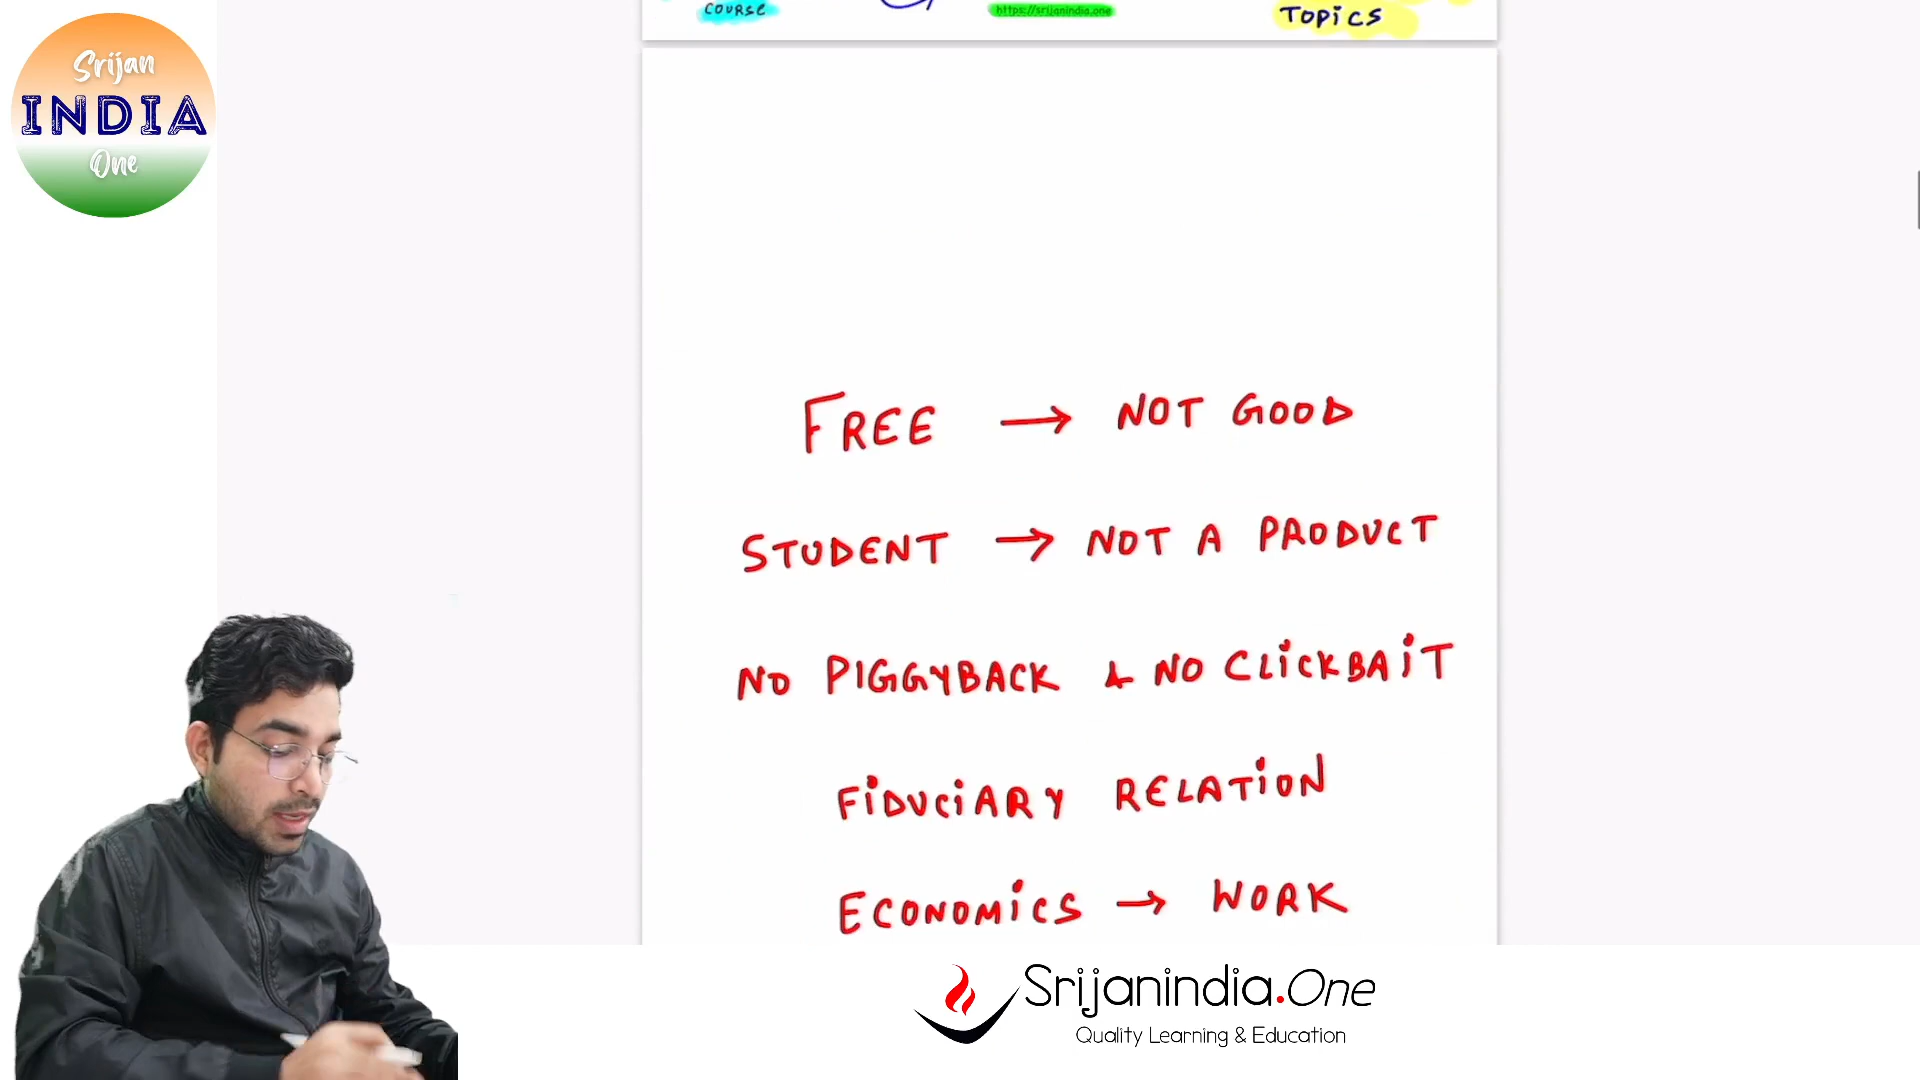 Srijan
INDIA
One
COURSE
https://srijanindia.one
TOPiCS
FREE → NOT GOOD
STUDENT → NOT A PRODUCT
NO PIGGYBACK & NO CLiCKBAiT
FiDUCiARY RELATiON
ECONOMiCS → WORK
Srijanindia.One
Quality Learning & Education